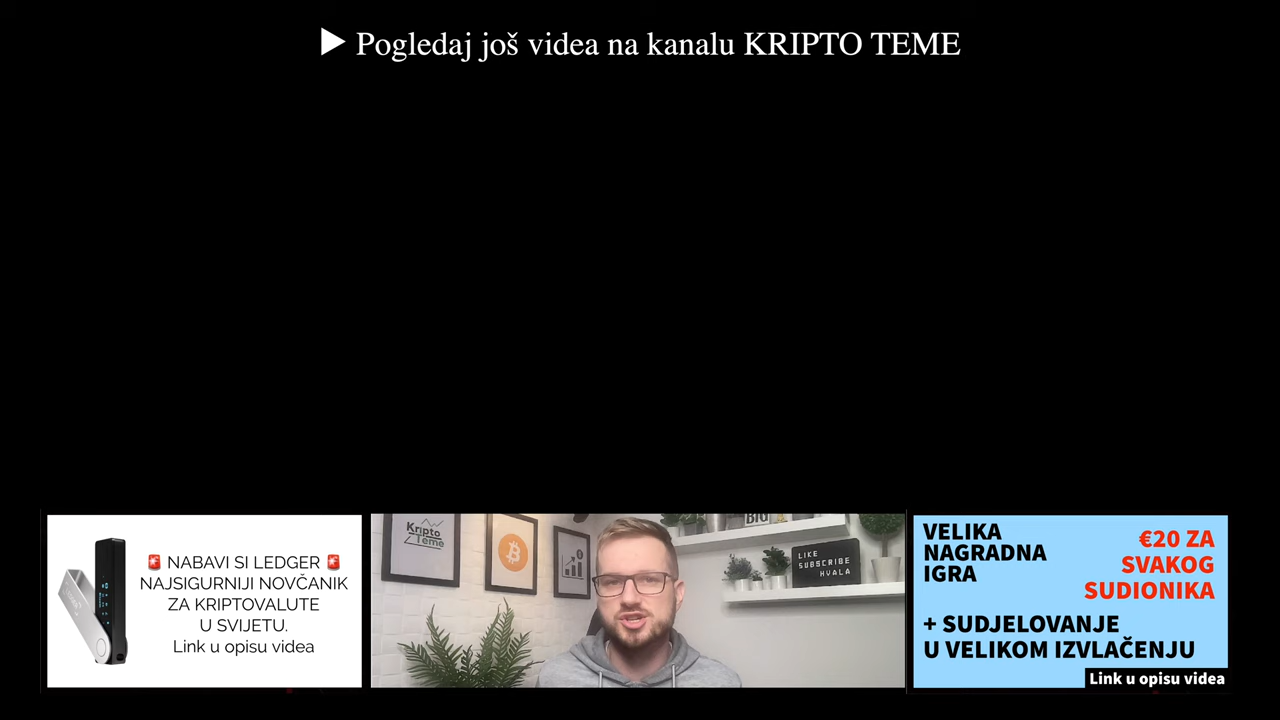 ▶ Pogledaj još videa na kanalu KRIPTO TEME
🚨 NABAVI SI LEDGER 🚨
NAJSIGURNIJI NOVČANIK
ZA KRIPTOVALUTE
U SVIJETU.
Link u opisu videa
Kripto
Teme
BIG
LIKE
SUBSCRIBE
HVALA
VELIKA
NAGRADNA
IGRA
€20 ZA
SVAKOG
SUDIONIKA
+ SUDJELOVANJE
U VELIKOM IZVLAČENJU
Link u opisu videa